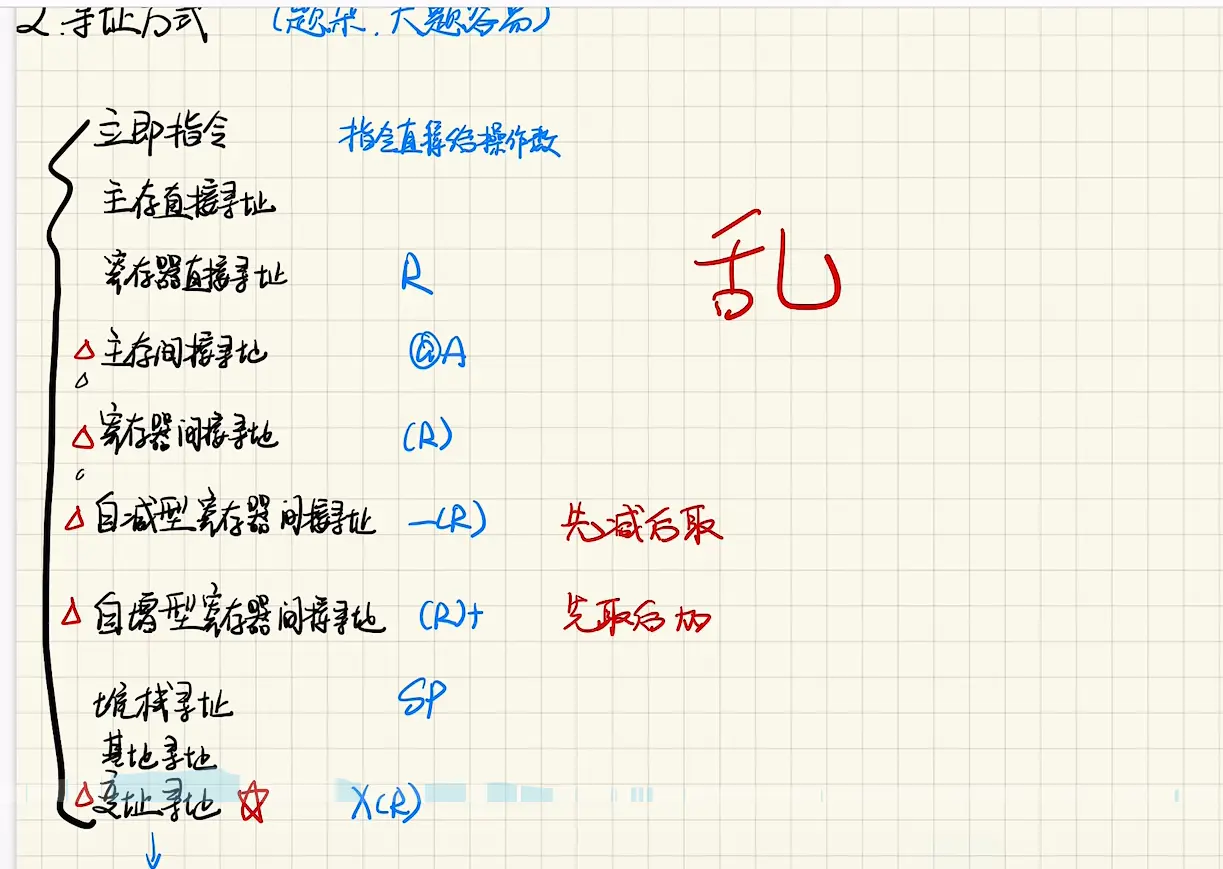 2.寻址方式 (题杂,大题容易)
立即指令 指令直接给操作数
主存直接寻址
乱
寄存器直接寻址 R
△主存间接寻址 @A
△寄存器间接寻址 (R)
△自减型寄存器间接寻址 -(R) 先减后取
△自增型寄存器间接寻址 (R)+ 先取后加
堆栈寻址 SP
基址寻址
△变址寻址 ☆ X(R)
↓